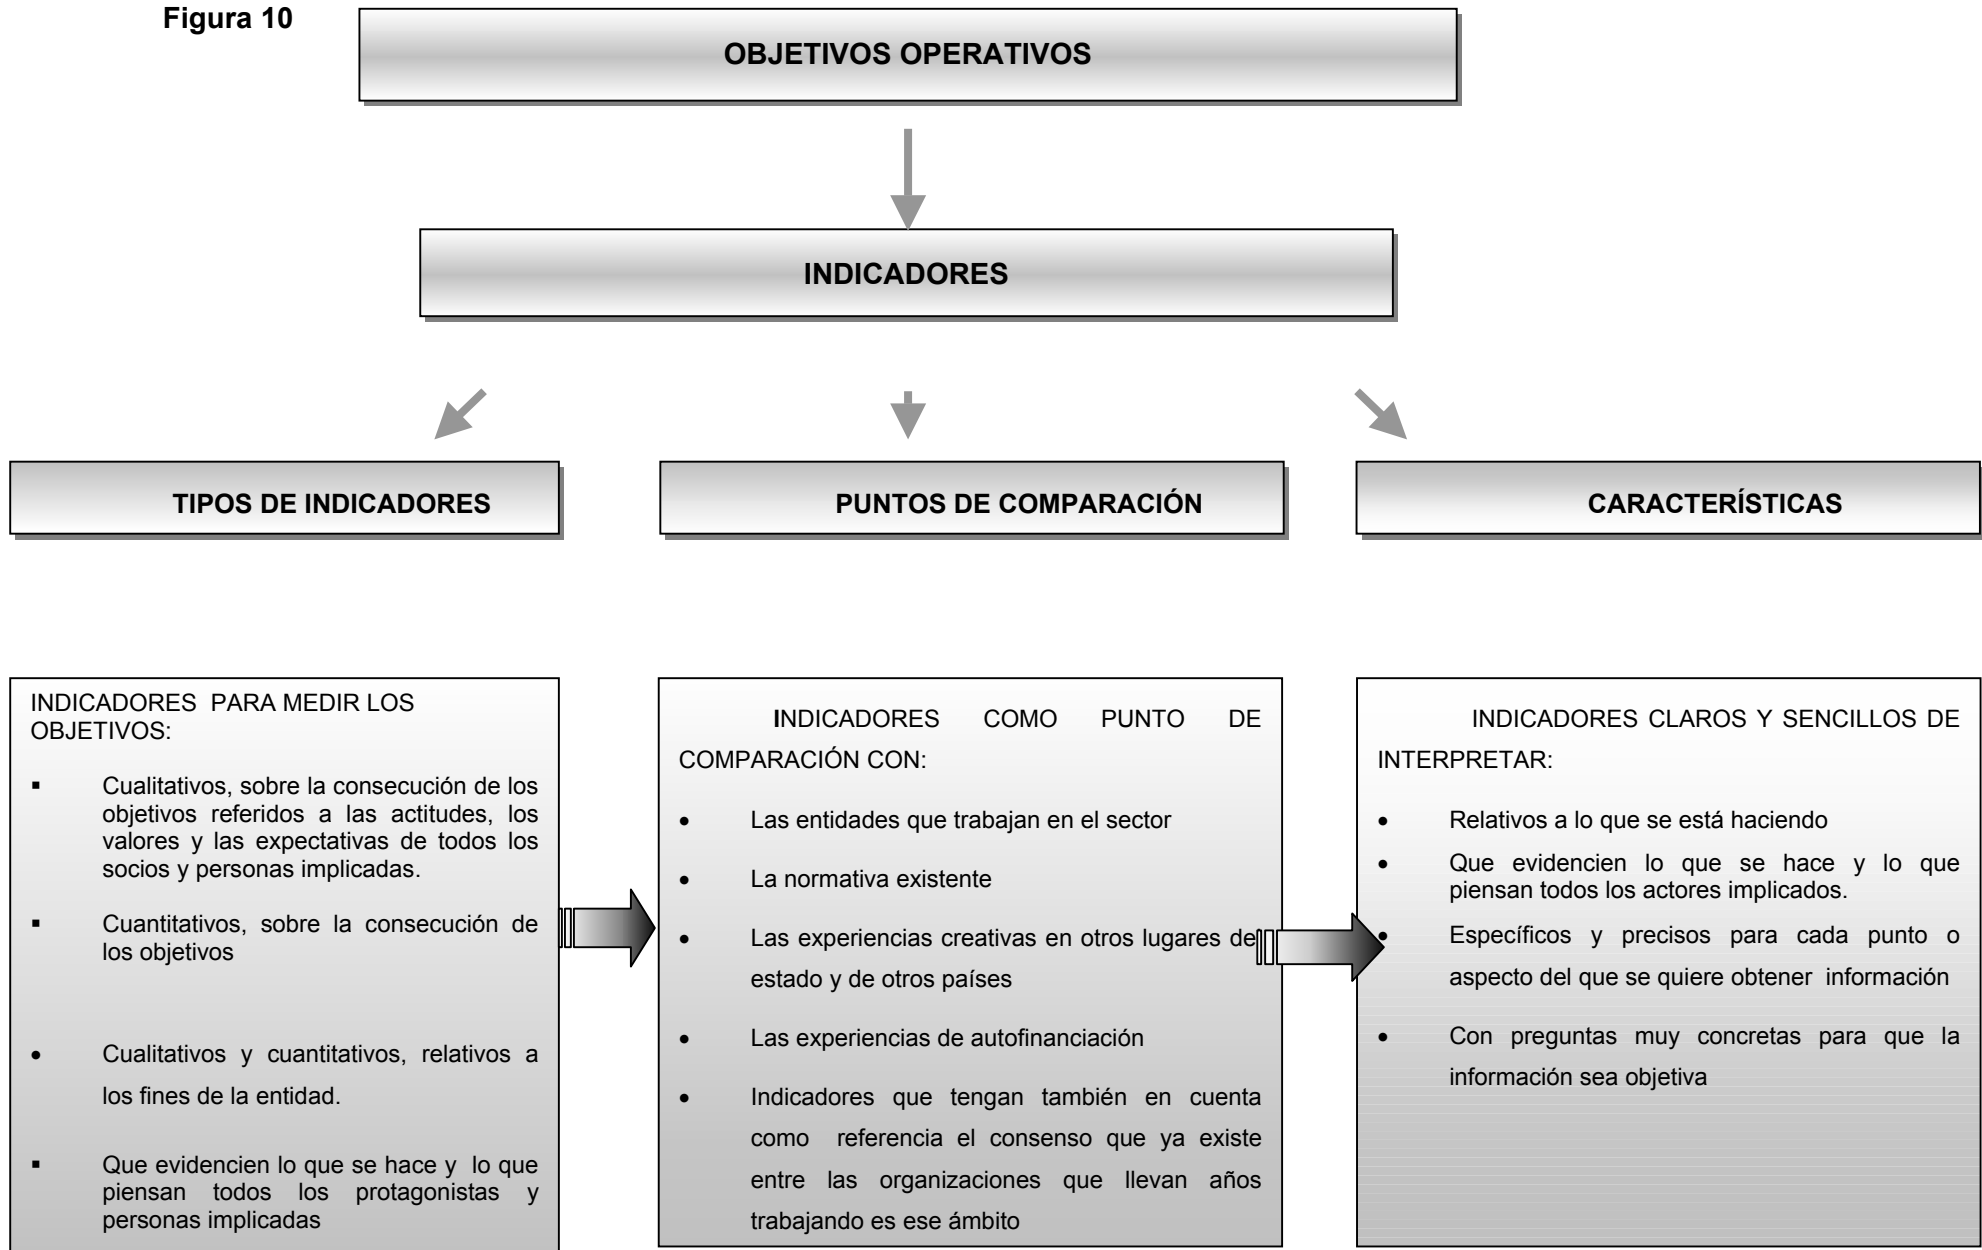 Figura 10
OBJETIVOS OPERATIVOS
INDICADORES
TIPOS DE INDICADORES
PUNTOS DE COMPARACIÓN
CARACTERÍSTICAS
INDICADORES PARA MEDIR LOS
OBJETIVOS:
▪ Cualitativos, sobre la consecución de los
objetivos referidos a las actitudes, los
valores y las expectativas de todos los
socios y personas implicadas.
▪ Cuantitativos, sobre la consecución de
los objetivos
• Cualitativos y cuantitativos, relativos a
los fines de la entidad.
▪ Que evidencien lo que se hace y lo que
piensan todos los protagonistas y
personas implicadas
INDICADORES COMO PUNTO DE
COMPARACIÓN CON:
• Las entidades que trabajan en el sector
• La normativa existente
• Las experiencias creativas en otros lugares de
estado y de otros países
• Las experiencias de autofinanciación
• Indicadores que tengan también en cuenta
como referencia el consenso que ya existe
entre las organizaciones que llevan años
trabajando es ese ámbito
INDICADORES CLAROS Y SENCILLOS DE
INTERPRETAR:
• Relativos a lo que se está haciendo
• Que evidencien lo que se hace y lo que
piensan todos los actores implicados.
• Específicos y precisos para cada punto o
aspecto del que se quiere obtener información
• Con preguntas muy concretas para que la
información sea objetiva